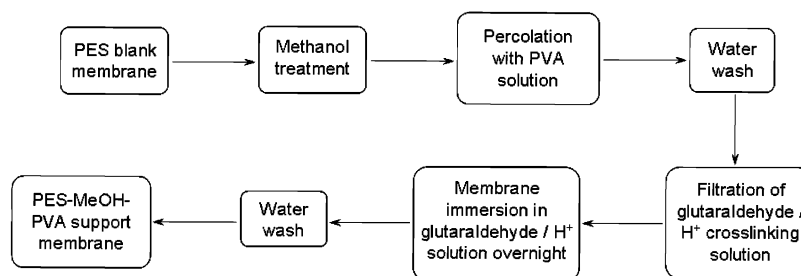 PES blank
membrane
Methanol
treatment
Percolation
with PVA
solution
Water
wash
Filtration of
glutaraldehyde /
H⁺ crosslinking
solution
Membrane
immersion in
glutaraldehyde / H⁺
solution overnight
Water
wash
PES-MeOH-
PVA support
membrane